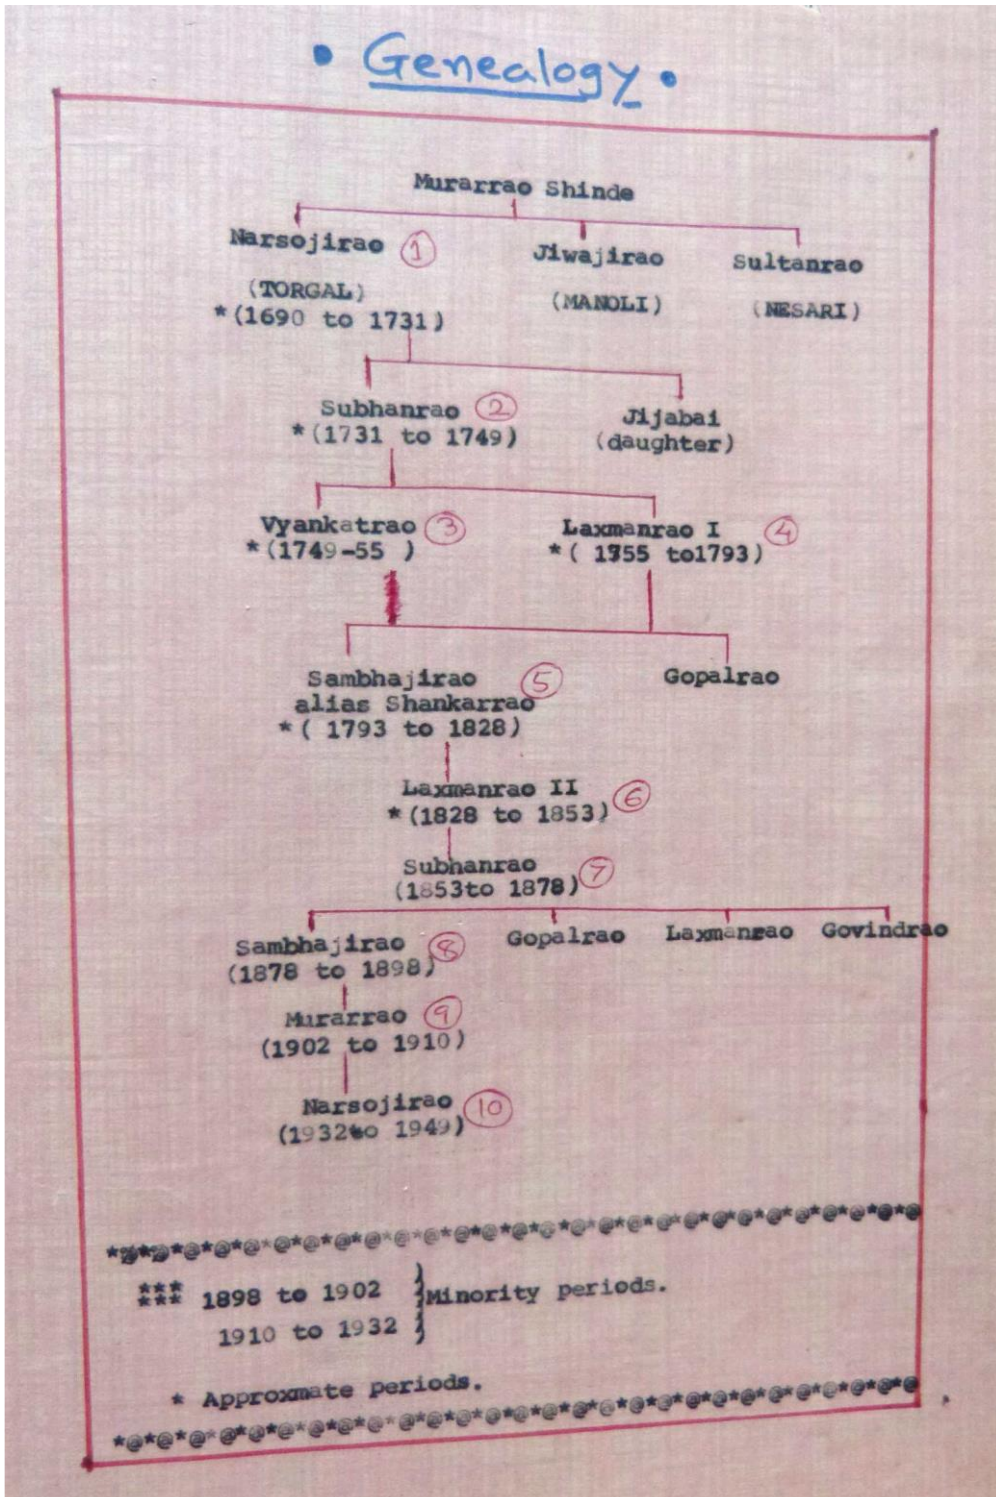 • Genealogy •
Murarrao Shinde
Narsojirao ① Jiwajirao Sultanrao
(TORGAL) (MANOLI) (NESARI)
*(1690 to 1731)
Subhanrao ② Jijabai
*(1731 to 1749) (daughter)
Vyankatrao ③ Laxmanrao I ④
*(1749-55 ) *( 1755 to1793)
Sambhajirao ⑤ Gopalrao
alias Shankarrao
*( 1793 to 1828)
Laxmanrao II ⑥
*(1828 to 1853)
Subhanrao ⑦
(1853to 1878)
Sambhajirao ⑧ Gopalrao Laxmanrao Govindrao
(1878 to 1898)
Murarrao ⑨
(1902 to 1910)
Narsojirao ⑩
(1932to 1949)
*** 1898 to 1902 } Minority periods.
*** 1910 to 1932 }
* Approxmate periods.